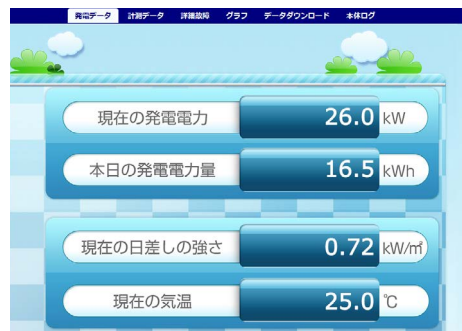 発電データ 計測データ 詳細故障 グラフ データダウンロード 本体ログ
現在の発電電力 26.0 kW
本日の発電電力量 16.5 kWh
現在の日差しの強さ 0.72 kW/㎡
現在の気温 25.0 ℃